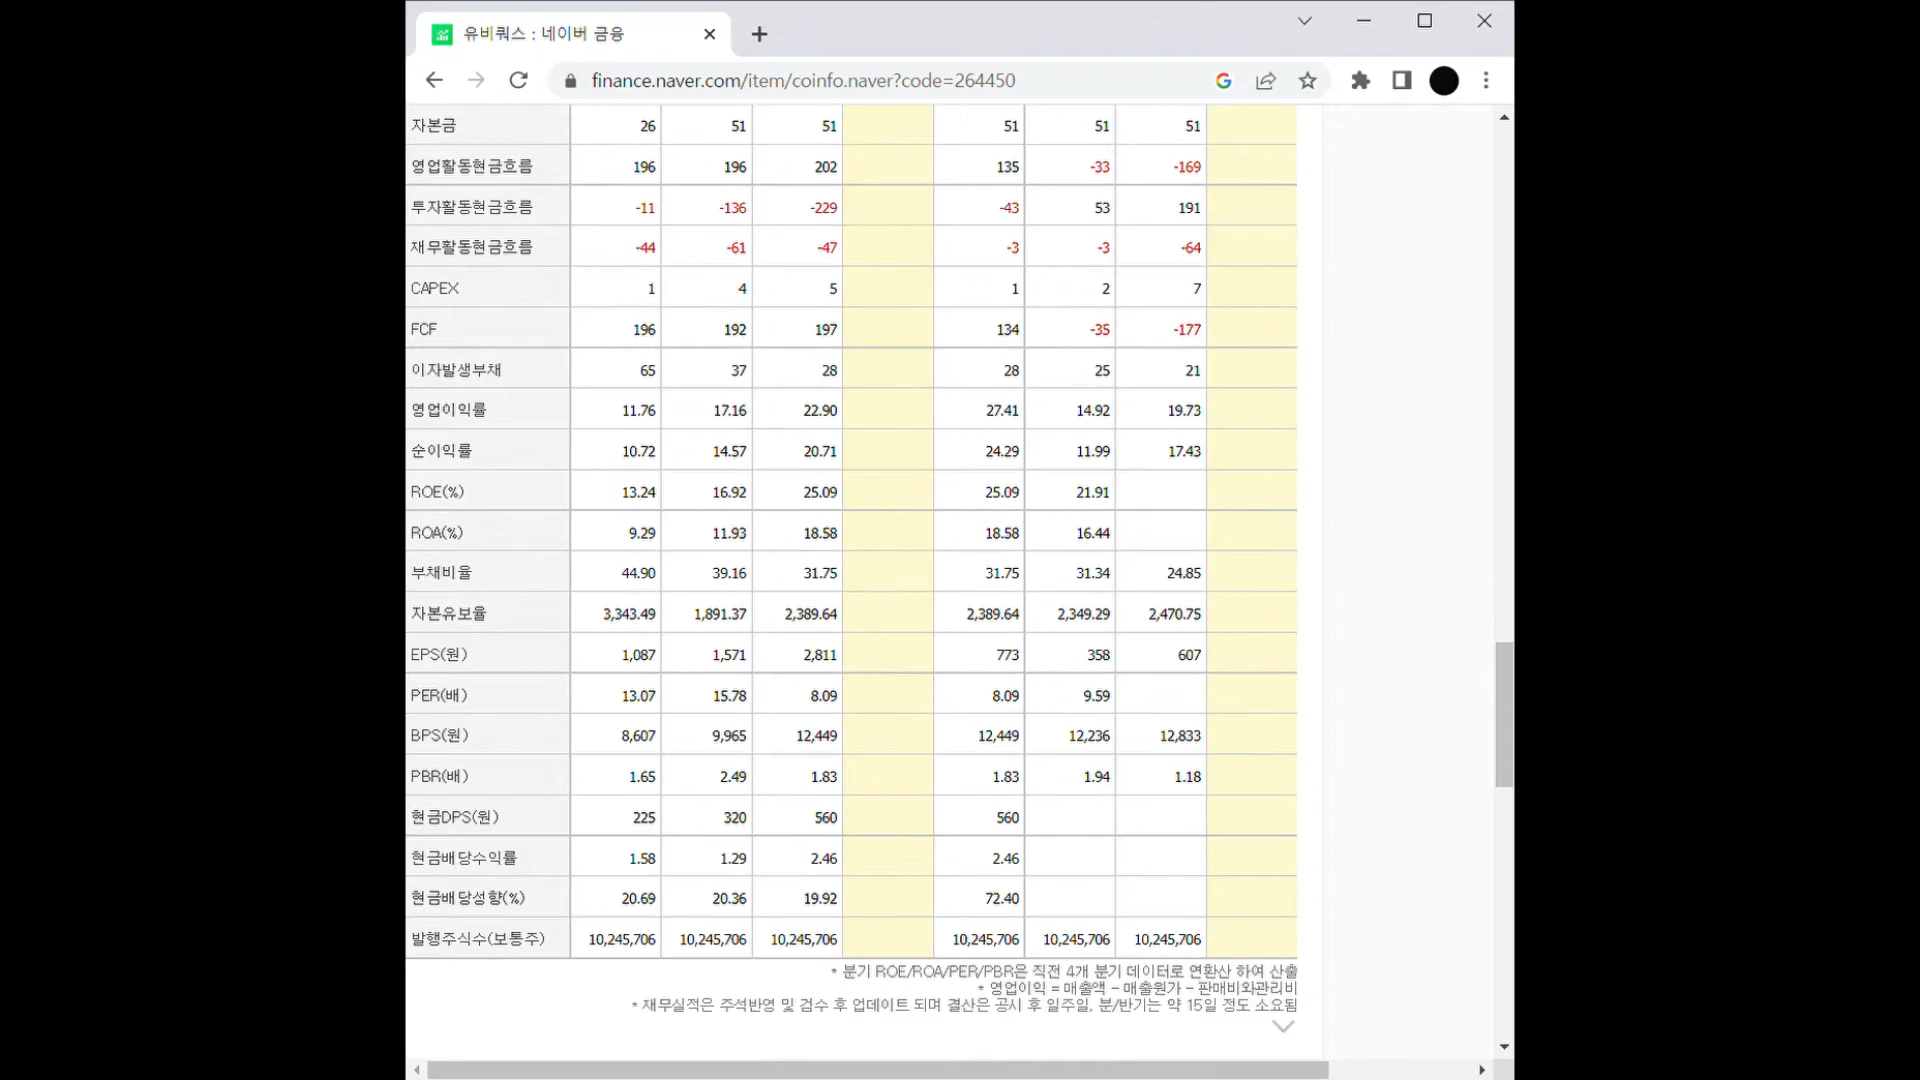 유비쿼스 : 네이버 금융
finance.naver.com/item/coinfo.naver?code=264450
자본금 26 51 51 51 51 51
영업활동현금흐름 196 196 202 135 -33 -169
투자활동현금흐름 -11 -136 -229 -43 53 191
재무활동현금흐름 -44 -61 -47 -3 -3 -64
CAPEX 1 4 5 1 2 7
FCF 196 192 197 134 -35 -177
이자발생부채 65 37 28 28 25 21
영업이익률 11.76 17.16 22.90 27.41 14.92 19.73
순이익률 10.72 14.57 20.71 24.29 11.99 17.43
ROE(%) 13.24 16.92 25.09 25.09 21.91
ROA(%) 9.29 11.93 18.58 18.58 16.44
부채비율 44.90 39.16 31.75 31.75 31.34 24.85
자본유보율 3,343.49 1,891.37 2,389.64 2,389.64 2,349.29 2,470.75
EPS(원) 1,087 1,571 2,811 773 358 607
PER(배) 13.07 15.78 8.09 8.09 9.59
BPS(원) 8,607 9,965 12,449 12,449 12,236 12,833
PBR(배) 1.65 2.49 1.83 1.83 1.94 1.18
현금DPS(원) 225 320 560 560
현금배당수익률 1.58 1.29 2.46 2.46
현금배당성향(%) 20.69 20.36 19.92 72.40
발행주식수(보통주) 10,245,706 10,245,706 10,245,706 10,245,706 10,245,706 10,245,706
* 분기 ROE/ROA/PER/PBR은 직전 4개 분기 데이터로 연환산 하여 산출
* 영업이익 = 매출액 - 매출원가 - 판매비와관리비
* 재무실적은 주석반영 및 검수 후 업데이트 되며 결산은 공시 후 일주일, 분/반기는 약 15일 정도 소요됨